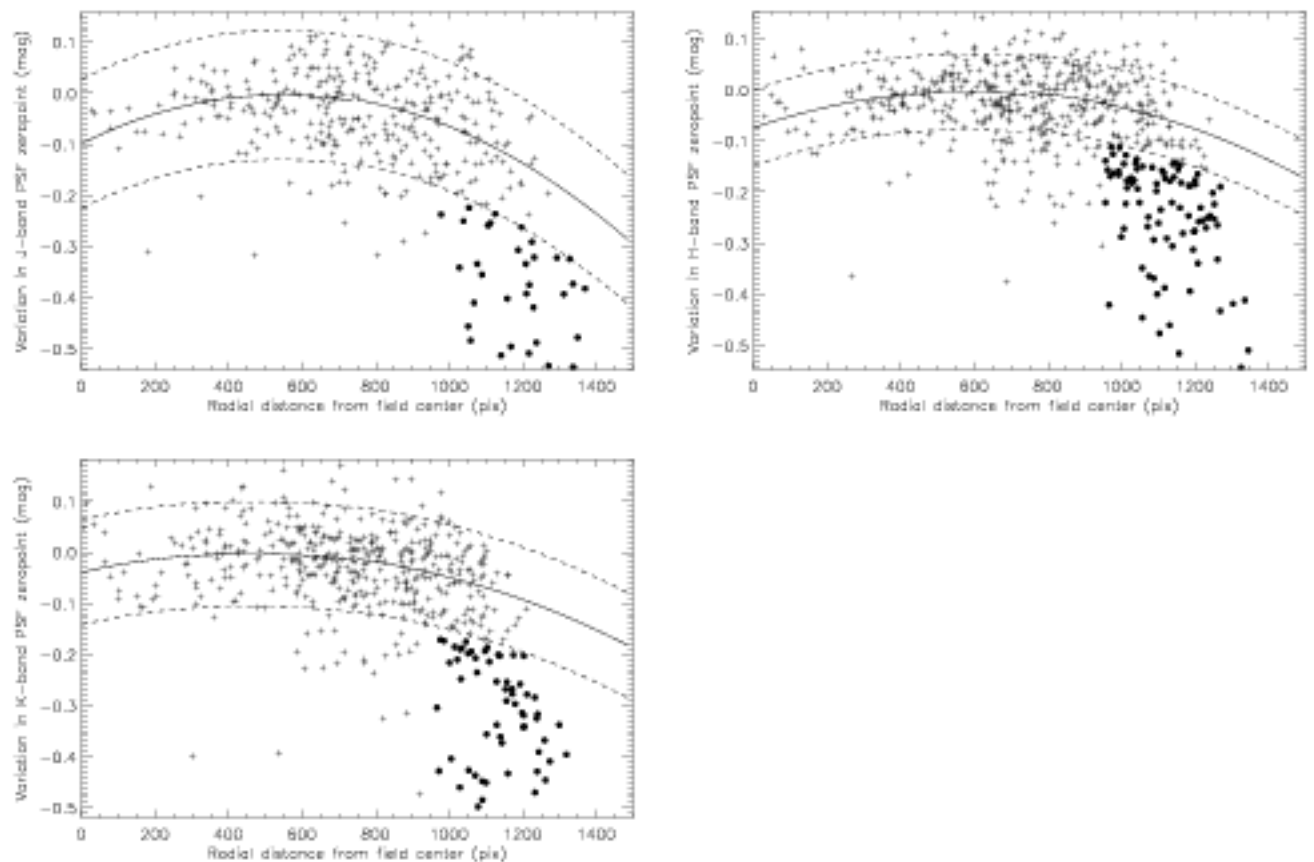 Variation in J-band PSF zeropoint (mag)
0.1
0.0
-0.1
-0.2
-0.3
-0.4
-0.5
0 200 400 600 800 1000 1200 1400
Radial distance from field center (pix)
Variation in H-band PSF zeropoint (mag)
0.1
0.0
-0.1
-0.2
-0.3
-0.4
-0.5
0 200 400 600 800 1000 1200 1400
Radial distance from field center (pix)
Variation in K-band PSF zeropoint (mag)
0.1
0.0
-0.1
-0.2
-0.3
-0.4
-0.5
0 200 400 600 800 1000 1200 1400
Radial distance from field center (pix)